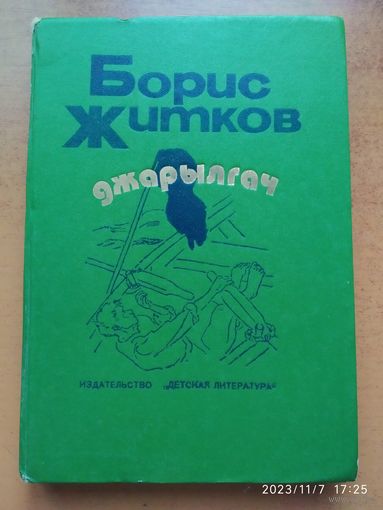 Борис
Житков
джарылгач
ИЗДАТЕЛЬСТВО „ДЕТСКАЯ ЛИТЕРАТУРА“
2023/11/7 17:25